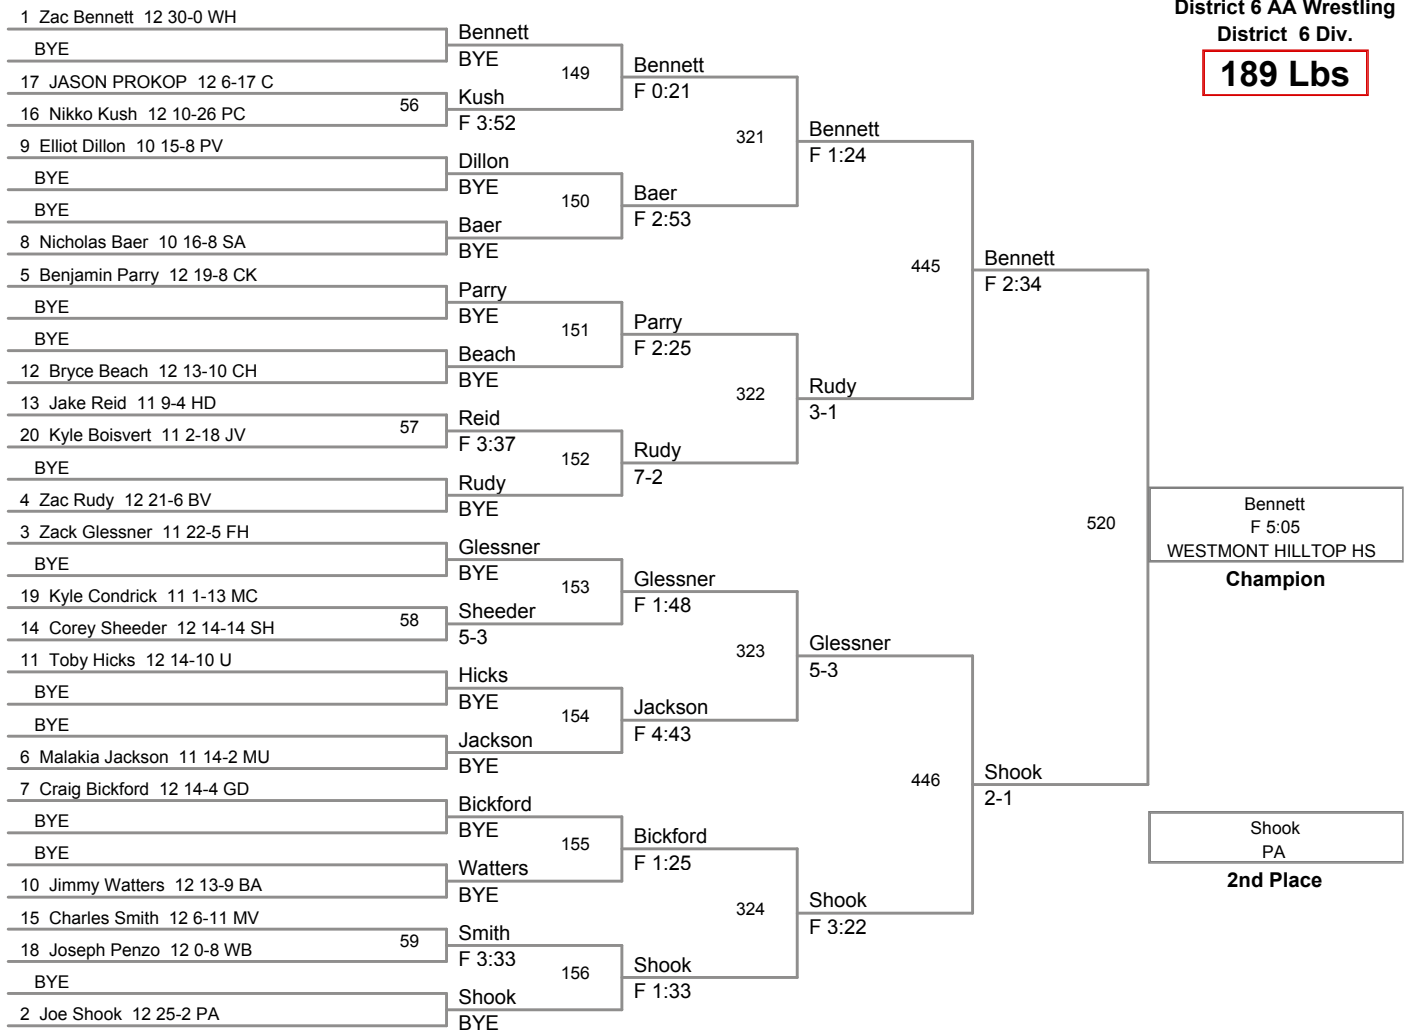 District 6 AA Wrestling
District 6 Div.
189 Lbs
1 Zac Bennett 12 30-0 WH
BYE
17 JASON PROKOP 12 6-17 C
16 Nikko Kush 12 10-26 PC
9 Elliot Dillon 10 15-8 PV
BYE
BYE
8 Nicholas Baer 10 16-8 SA
5 Benjamin Parry 12 19-8 CK
BYE
BYE
12 Bryce Beach 12 13-10 CH
13 Jake Reid 11 9-4 HD
20 Kyle Boisvert 11 2-18 JV
BYE
4 Zac Rudy 12 21-6 BV
3 Zack Glessner 11 22-5 FH
BYE
19 Kyle Condrick 11 1-13 MC
14 Corey Sheeder 12 14-14 SH
11 Toby Hicks 12 14-10 U
BYE
BYE
6 Malakia Jackson 11 14-2 MU
7 Craig Bickford 12 14-4 GD
BYE
BYE
10 Jimmy Watters 12 13-9 BA
15 Charles Smith 12 6-11 MV
18 Joseph Penzo 12 0-8 WB
BYE
2 Joe Shook 12 25-2 PA
56
57
58
59
Bennett
BYE
Kush
F 3:52
Dillon
BYE
Baer
BYE
Parry
BYE
Beach
BYE
Reid
F 3:37
Rudy
BYE
Glessner
BYE
Sheeder
5-3
Hicks
BYE
Jackson
BYE
Bickford
BYE
Watters
BYE
Smith
F 3:33
Shook
BYE
149
150
151
152
153
154
155
156
Bennett
F 0:21
Baer
F 2:53
Parry
F 2:25
Rudy
7-2
Glessner
F 1:48
Jackson
F 4:43
Bickford
F 1:25
Shook
F 1:33
321
322
323
324
Bennett
F 1:24
Rudy
3-1
Glessner
5-3
Shook
F 3:22
445
446
Bennett
F 2:34
Shook
2-1
520
Bennett
F 5:05
WESTMONT HILLTOP HS
Champion
Shook
PA
2nd Place